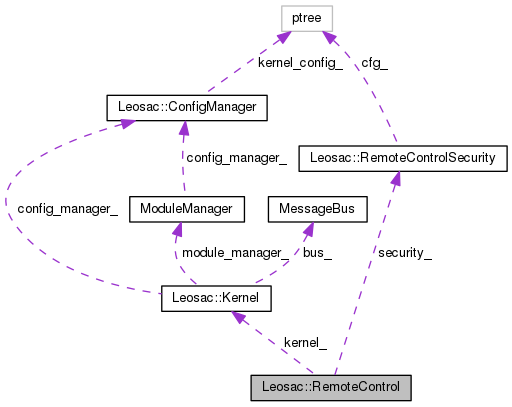 ptree
kernel_config_ cfg_
Leosac::ConfigManager
config_manager_ Leosac::RemoteControlSecurity
config_manager_ ModuleManager MessageBus
module_manager_ bus_ security_
Leosac::Kernel
kernel_
Leosac::RemoteControl